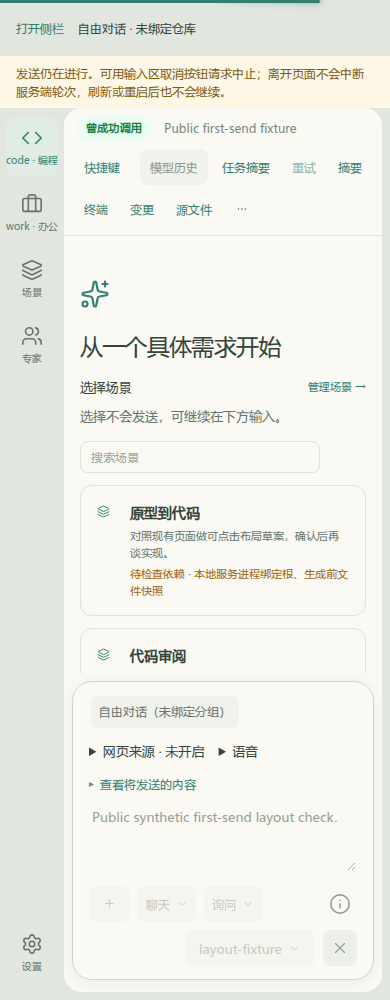 打开侧栏 自由对话 · 未绑定仓库
发送仍在进行。可用输入区取消按钮请求中止；离开页面不会中断
服务端轮次，刷新或重启后也不会继续。
code · 编程
work · 办公
场景
专家
设置
曾成功调用 Public first-send fixture
快捷键 模型历史 任务摘要 重试 摘要
终端 变更 源文件 ···
从一个具体需求开始
选择场景 管理场景 →
选择不会发送，可继续在下方输入。
搜索场景
原型到代码
对照现有页面做可点击布局草案，确认后再
谈实现。
待检查依赖 · 本地服务进程绑定根、生成前文
件快照
代码审阅
自由对话（未绑定分组）
▶ 网页来源 · 未开启 ▶ 语音
▸ 查看将发送的内容
Public synthetic first-send layout check.
+ 聊天 询问
layout-fixture